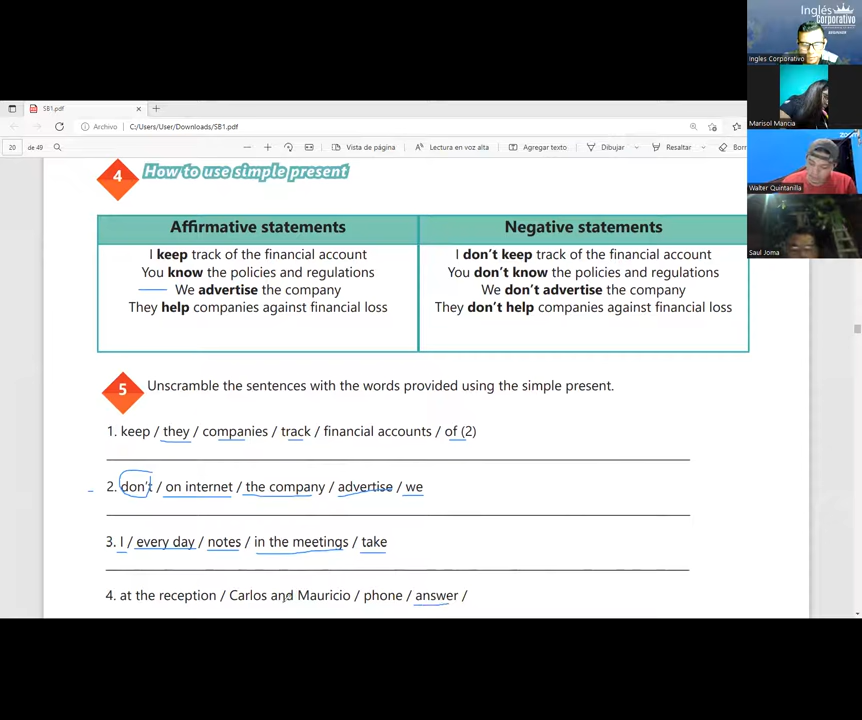 Inglés
Corporativo
Ingles Corporativo
Marisol Mancia
zoom
Walter Quintanilla
Saul Joma
SB1.pdf
Archivo C:/Users/User/Downloads/SB1.pdf
20 de 49 Vista de página Lectura en voz alta Agregar texto Dibujar Resaltar Borr
4 How to use simple present
Affirmative statements Negative statements
I keep track of the financial account I don't keep track of the financial account
You know the policies and regulations You don't know the policies and regulations
We advertise the company We don't advertise the company
They help companies against financial loss They don't help companies against financial loss
5 Unscramble the sentences with the words provided using the simple present.
1. keep / they / companies / track / financial accounts / of (2)
2. don't / on internet / the company / advertise / we
3. I / every day / notes / in the meetings / take
4. at the reception / Carlos and Mauricio / phone / answer /